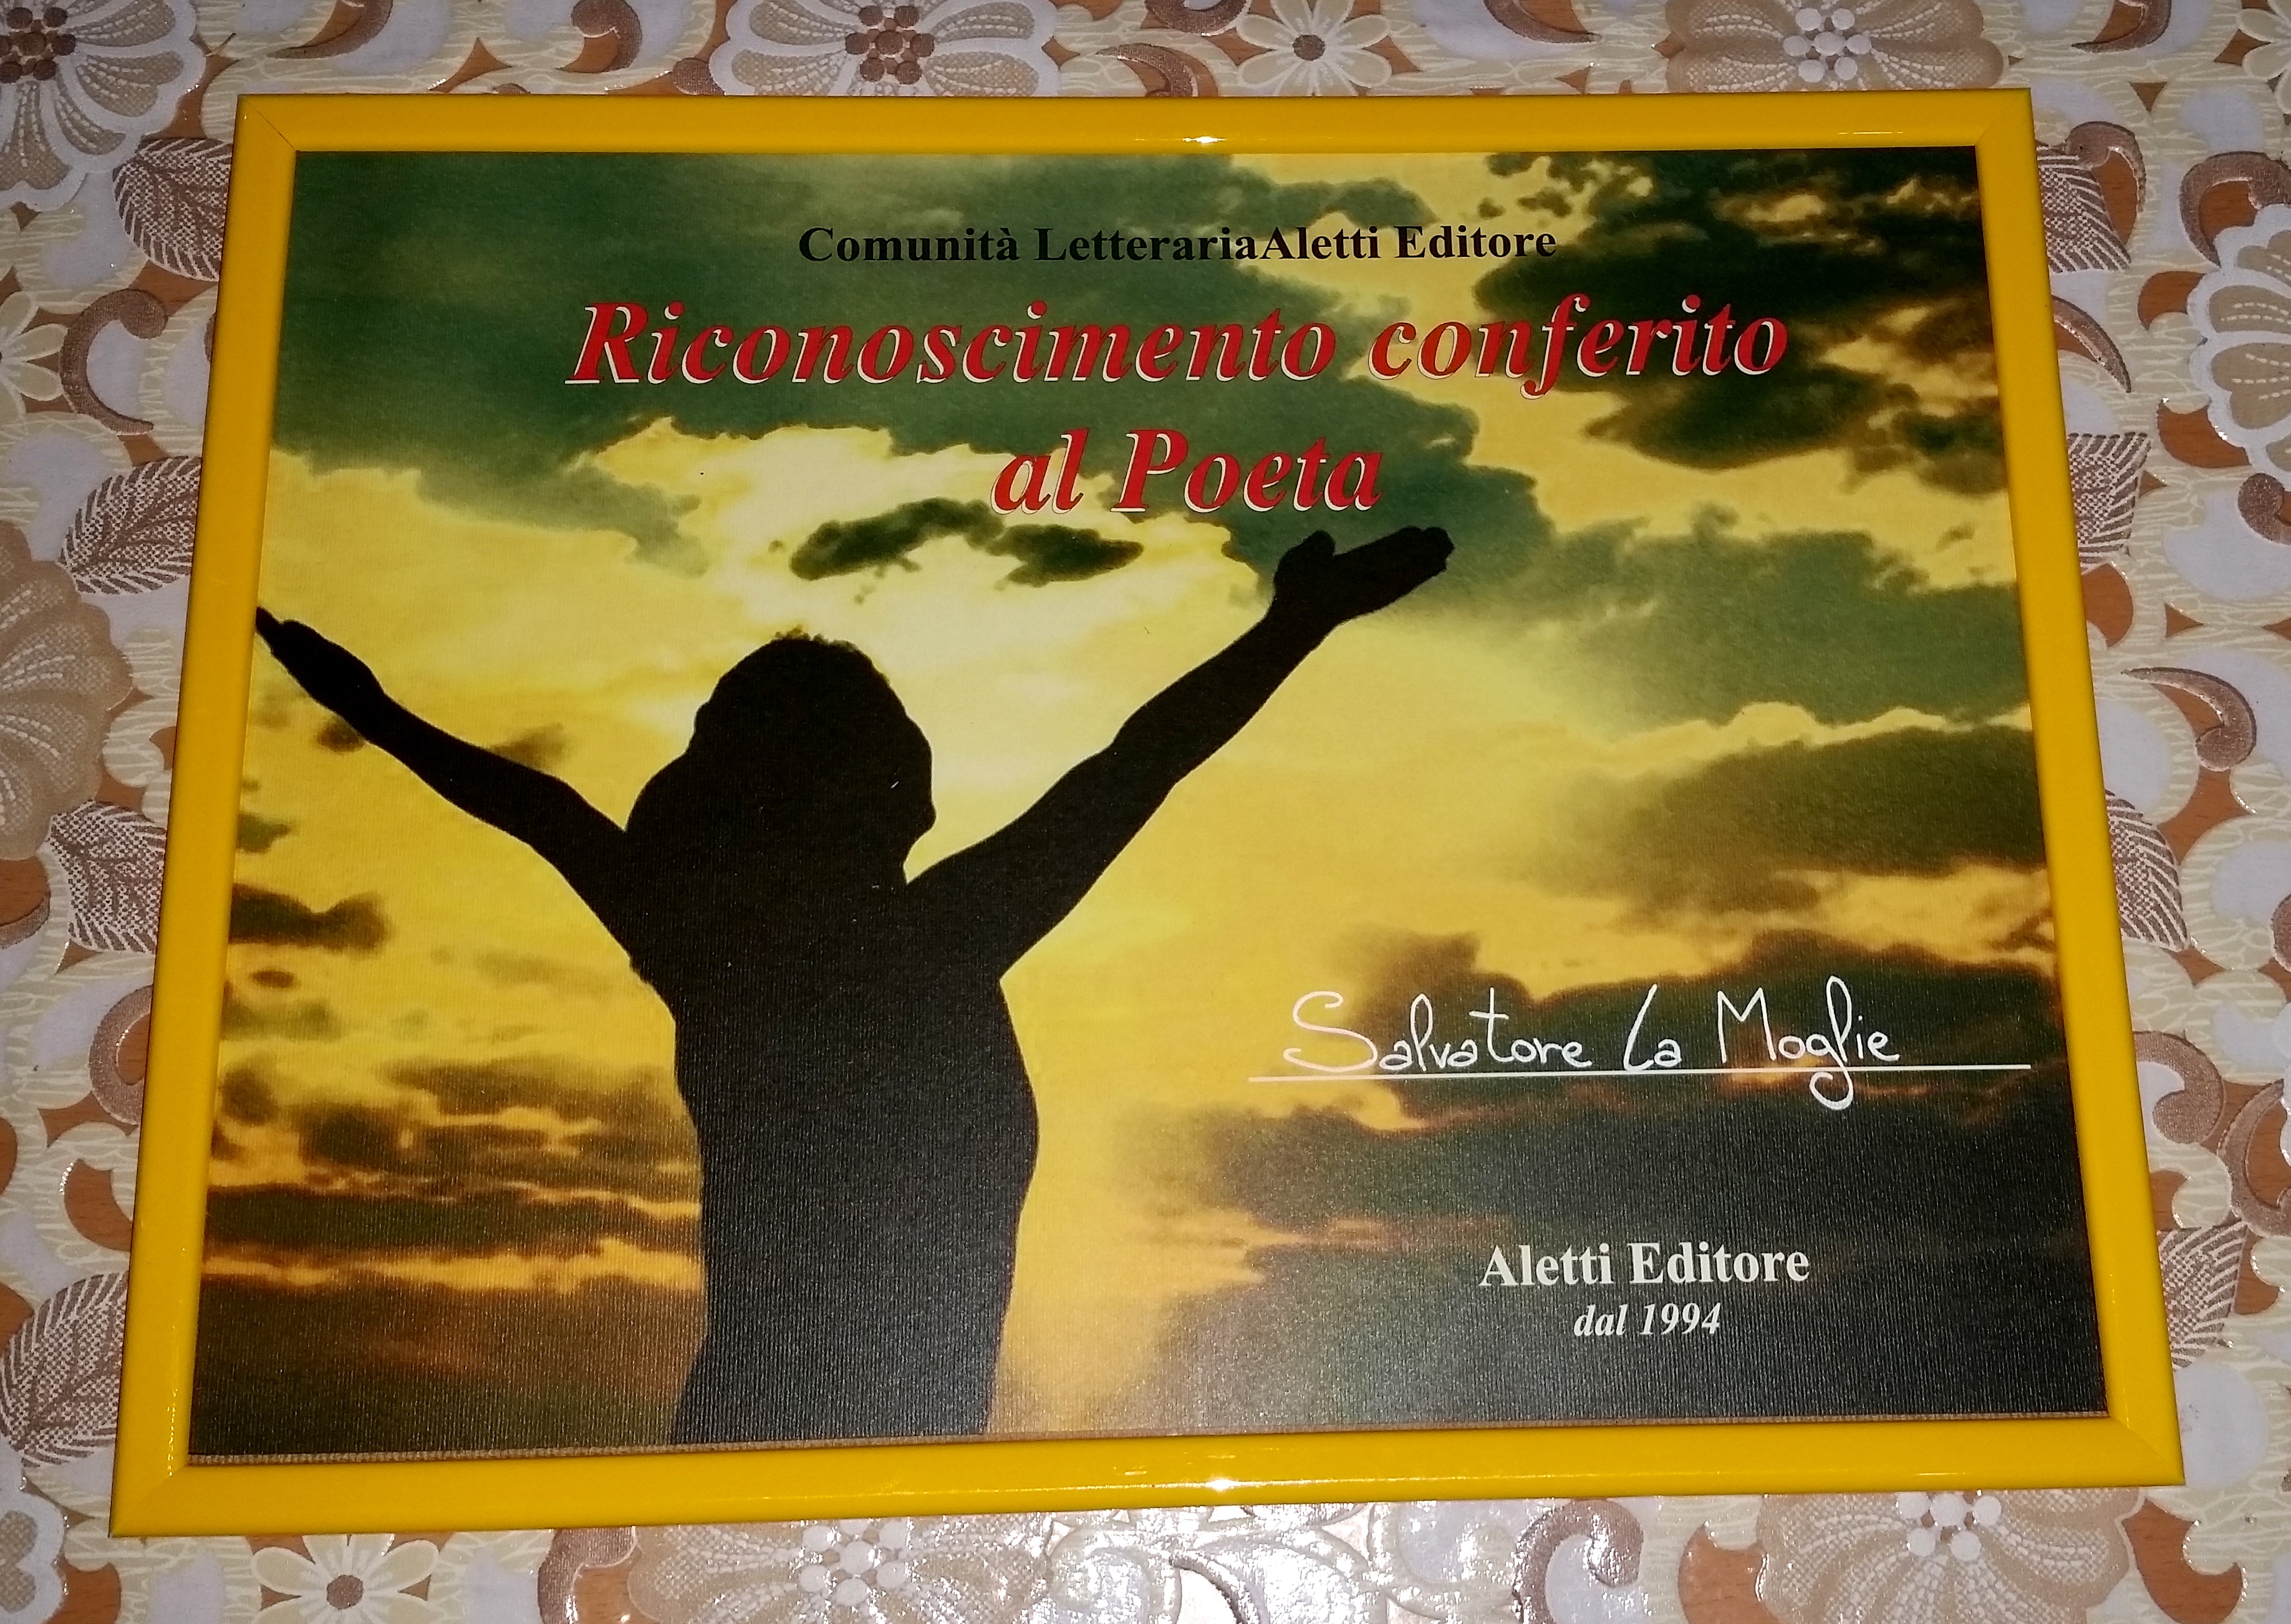 Comunità LetterariaAletti Editore
Riconoscimento conferito
al Poeta
Salvatore La Moglie
Aletti Editore
dal 1994